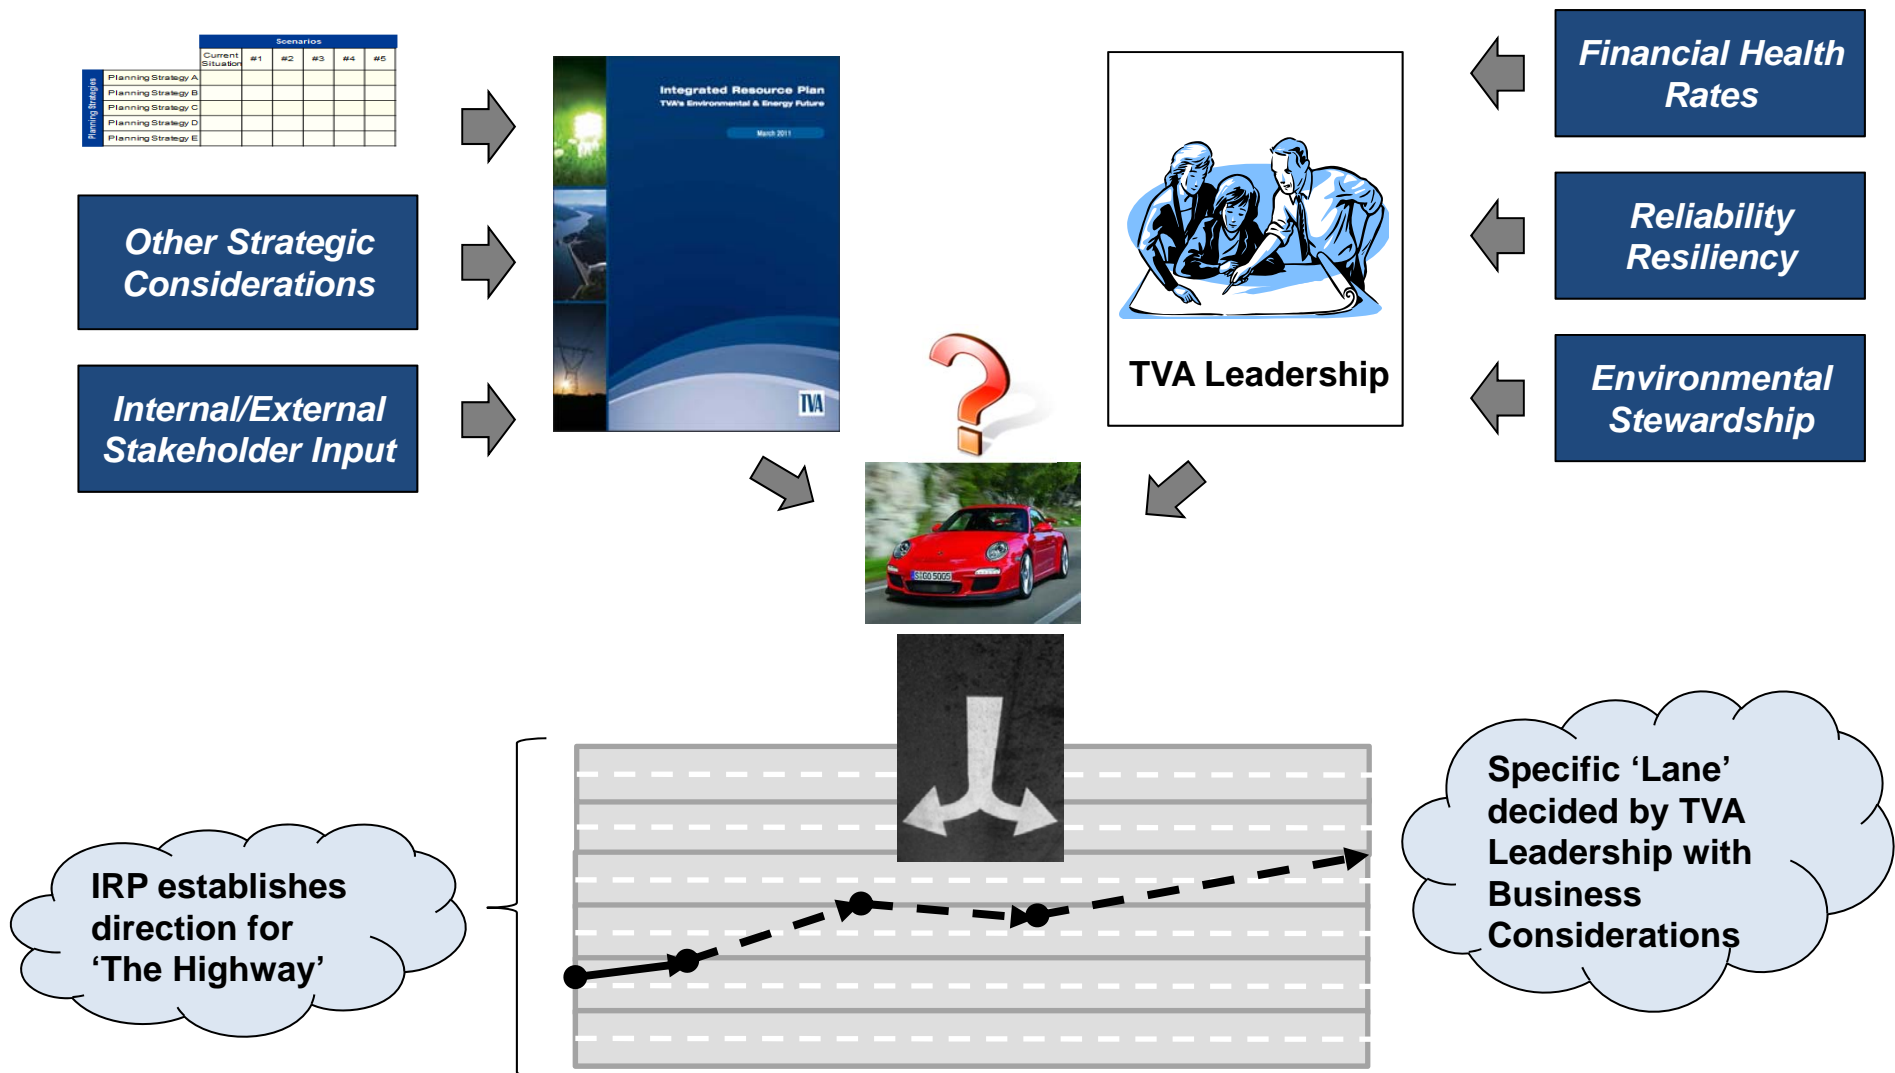 Scenarios
Current
Situation
#1
#2
#3
#4
#5
Planning Strategies
Planning Strategy A
Planning Strategy B
Planning Strategy C
Planning Strategy D
Planning Strategy E
Other Strategic
Considerations
Internal/External
Stakeholder Input
Integrated Resource Plan
TVA's Environmental & Energy Future
March 2011
TVA
TVA Leadership
Financial Health
Rates
Reliability
Resiliency
Environmental
Stewardship
S:GO 5005
IRP establishes
direction for
‘The Highway’
Specific ‘Lane’
decided by TVA
Leadership with
Business
Considerations